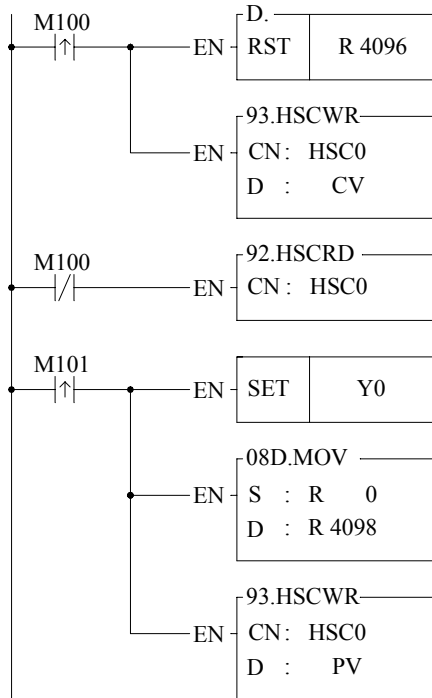 M100
EN
D.
RST R 4096
EN
93.HSCWR
CN : HSC0
D : CV
M100
EN
92.HSCRD
CN : HSC0
M101
EN
SET Y0
EN
08D.MOV
S : R 0
D : R 4098
EN
93.HSCWR
CN : HSC0
D : PV